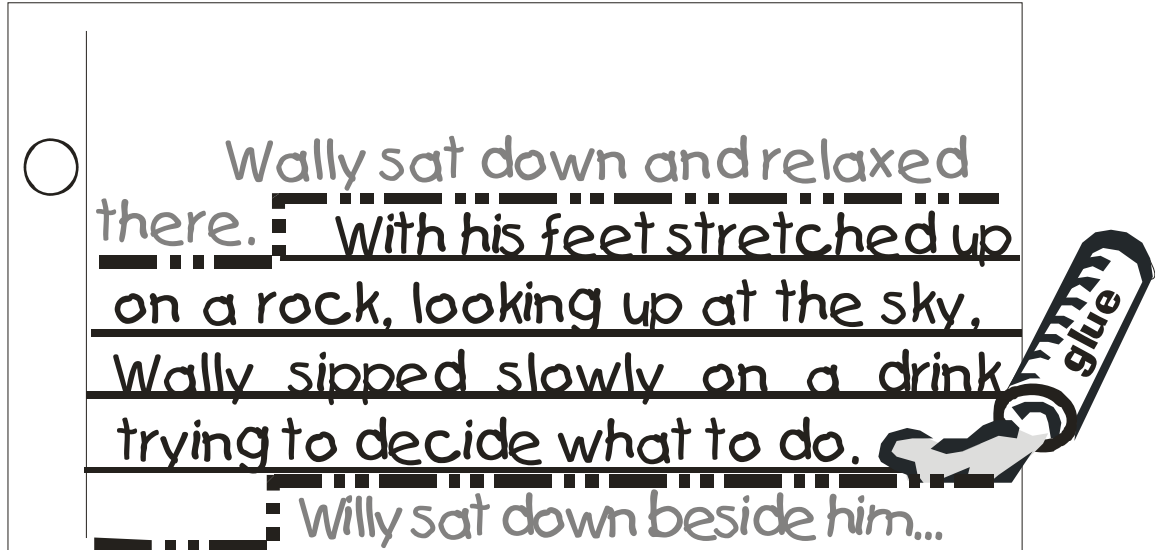 Wally sat down and relaxed
there. With his feet stretched up
on a rock, looking up at the sky,
Wally sipped slowly on a drink
trying to decide what to do.
Willy sat down beside him...
glue